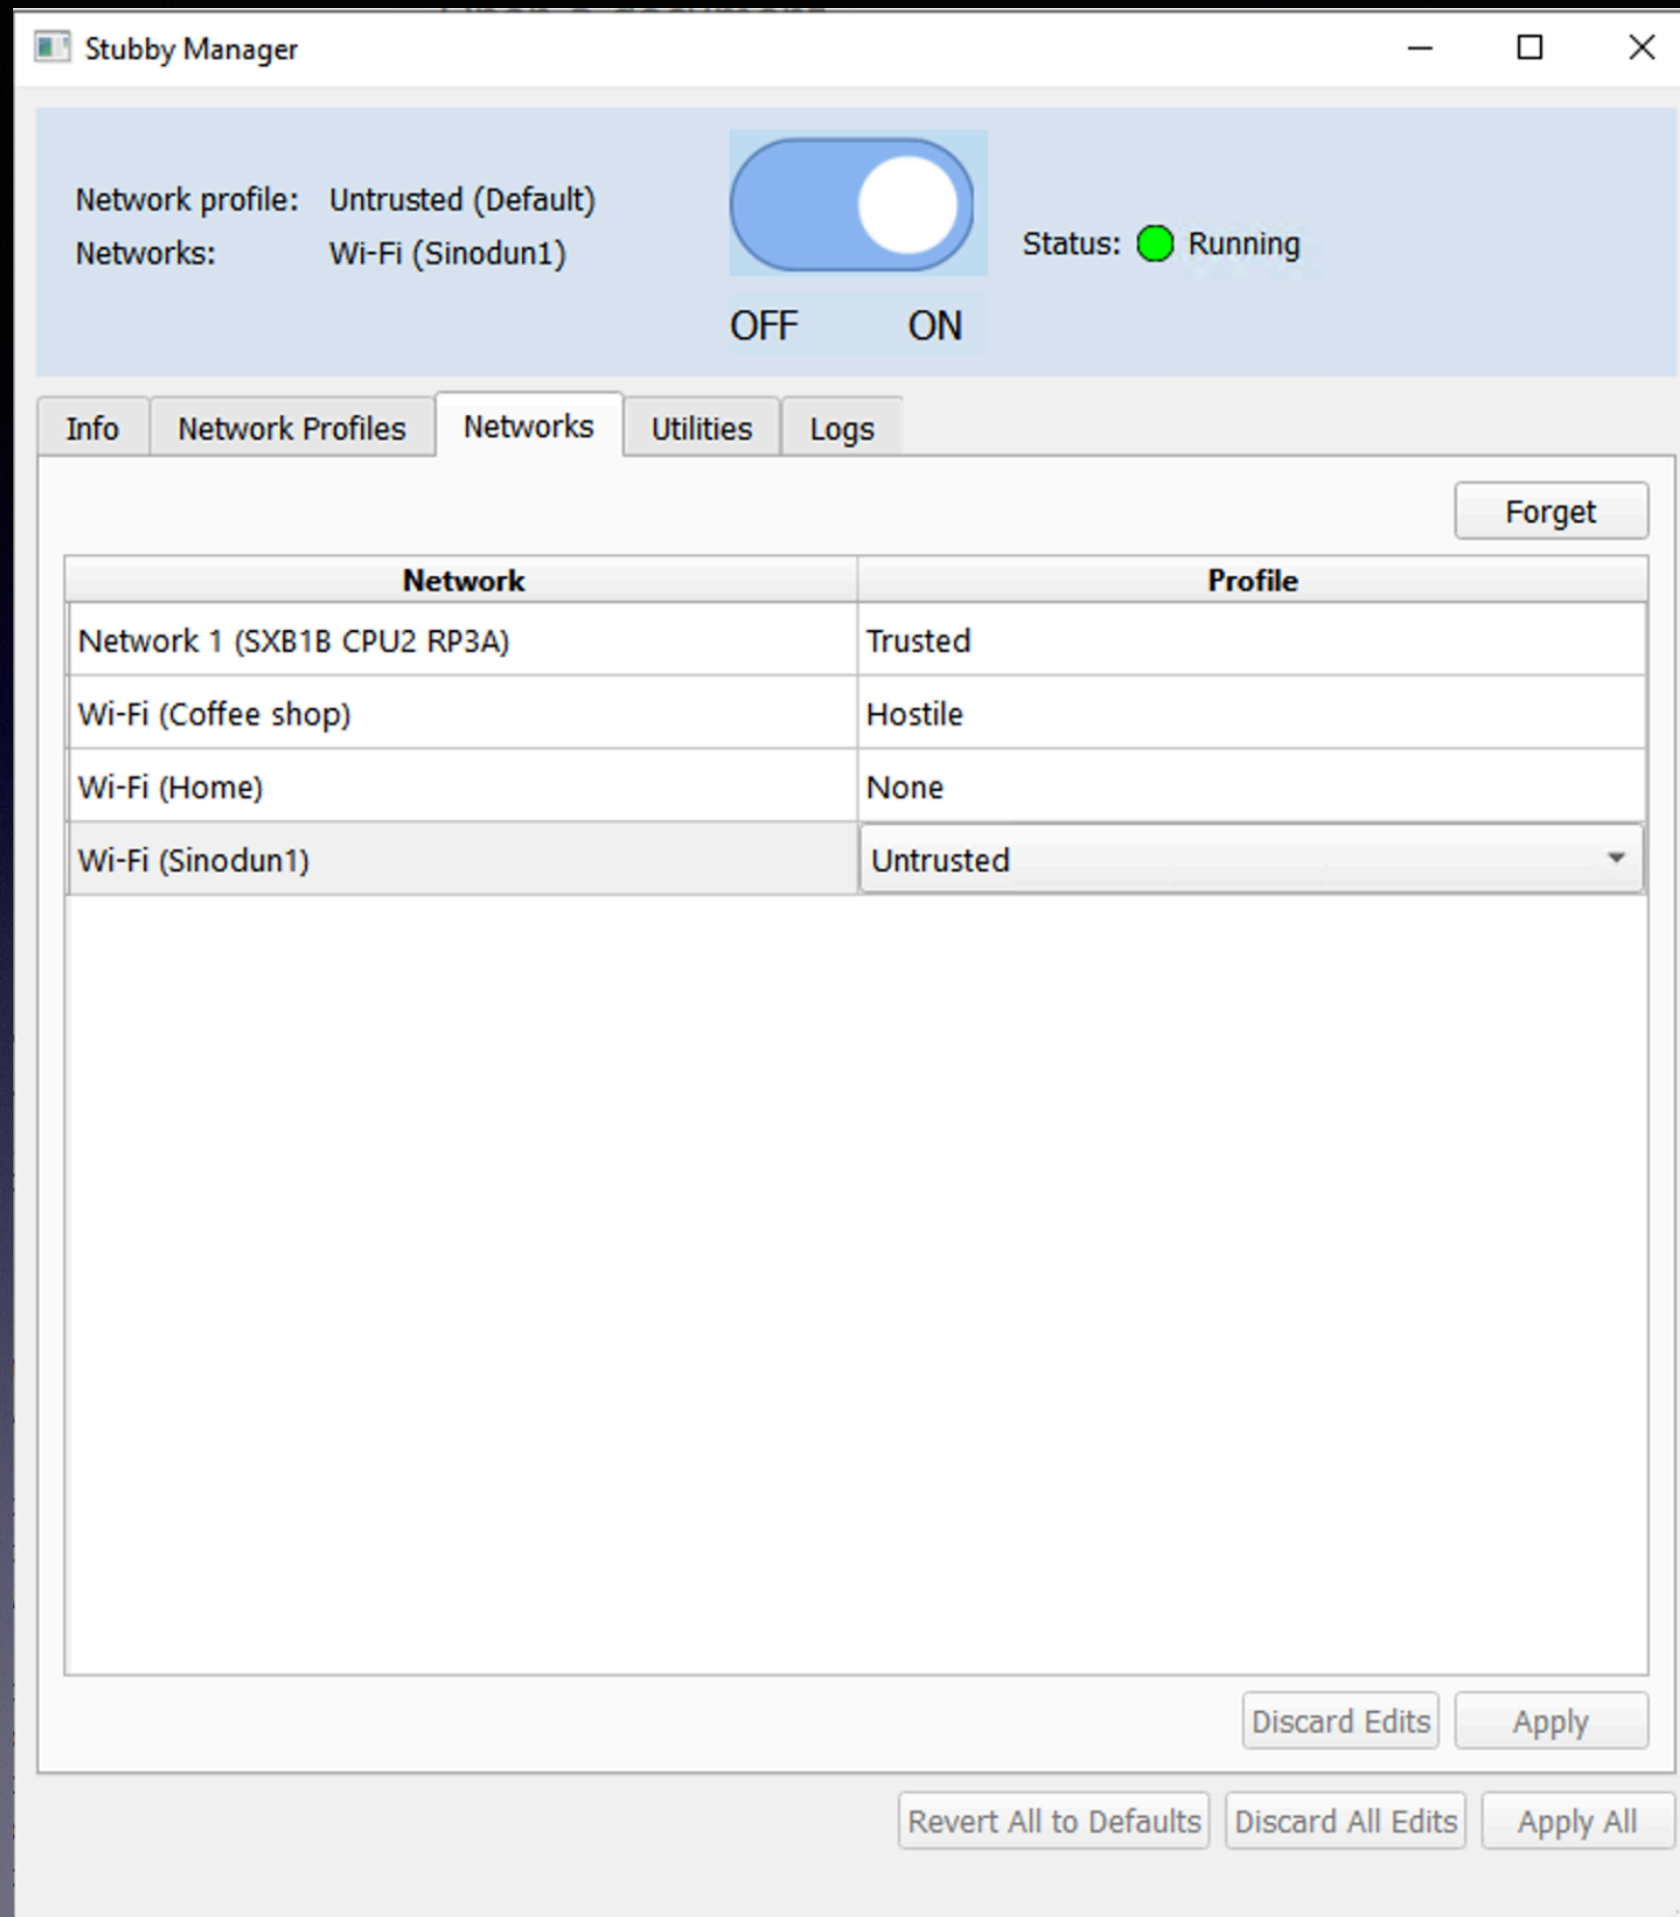 Stubby Manager
Network profile: Untrusted (Default)
Networks: Wi-Fi (Sinodun1)
Status: Running
OFF ON
Info Network Profiles Networks Utilities Logs
Forget
Network Profile
Network 1 (SXB1B CPU2 RP3A) Trusted
Wi-Fi (Coffee shop) Hostile
Wi-Fi (Home) None
Wi-Fi (Sinodun1) Untrusted
Discard Edits Apply
Revert All to Defaults Discard All Edits Apply All